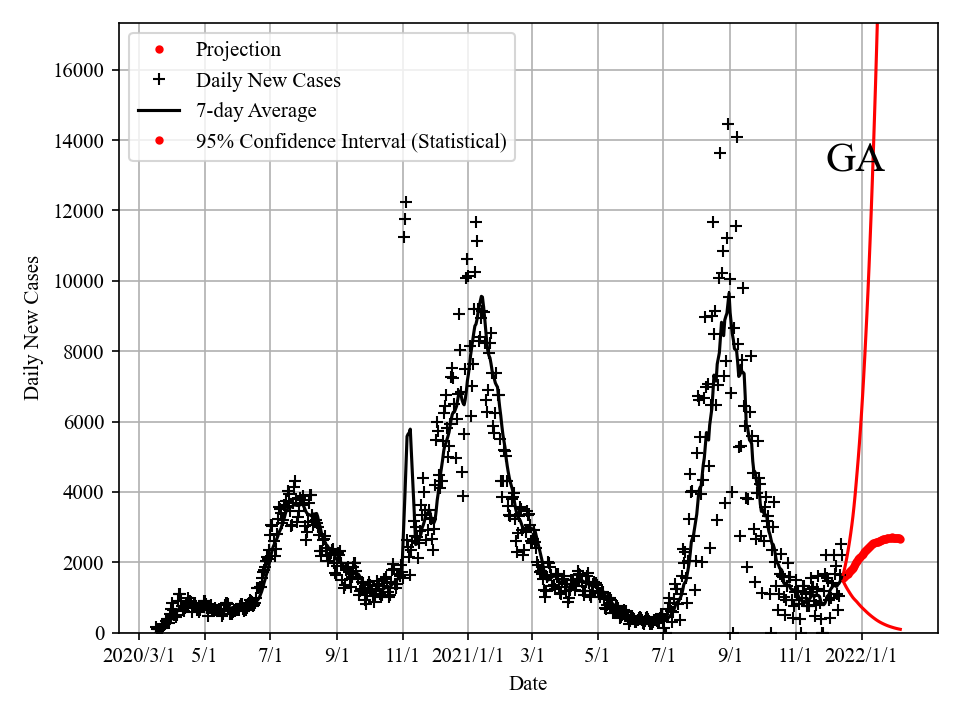 Projection
Daily New Cases
7-day Average
95% Confidence Interval (Statistical)
GA
16000
14000
12000
10000
8000
6000
4000
2000
0
Daily New Cases
2020/3/1 5/1 7/1 9/1 11/1 2021/1/1 3/1 5/1 7/1 9/1 11/1 2022/1/1
Date